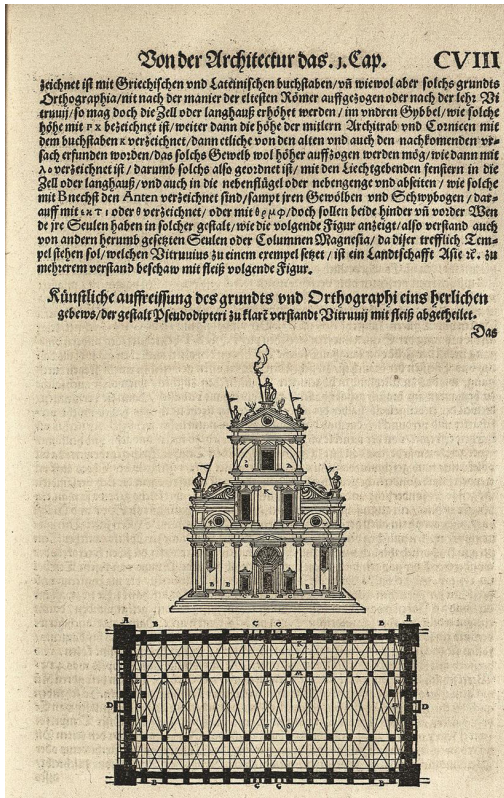 Von der Architectur das. j. Cap. CVIII
zeichnet ist mit Griechischen vnd Lateinischen buchstaben/ vñ wiewol aber solchs grundts
Orthographia/ nit nach der manier der eltesten Römer auffgezogen oder nach der lehr Vi
truuij/ so mag doch die Zell oder langhauß erhöhet werden/ im vndren Gybbel/ wie solche
höhe mit r x bezeichnet ist/ weiter dann die höhe der mitlern Architrab vnd Cornicen mit
dem buchstaben κ verzeichnet/ dann etliche von den alten vnd auch den nachkomenden vr-
sach erfunden worden/ das solchs Gewelb wol höher auffzogen werden mög/ wie dann mit
λ o verzeichnet ist/ darumb solchs also geordnet ist/ mit den Liechtgebenden fenstern in die
Zell oder langhauß/ vnd auch in die nebenflügel oder nebengenge vnd abseiten/ wie solche
mit B nechst den Anten verzeichnet sind/ sampt jren Gewölben vnd Schwybogen/ dar-
auff mit ι κ τ ι oder θ verzeichnet/ oder mit θ ρ μ φ/ doch sollen beide hinder vñ vorder Wen
de jre Seulen haben in solcher gestalt/ wie die volgende Figur anzeigt/ also verstand auch
von andern herumb gesetzten Seulen oder Columnen Magnesia/ da diser trefflich Tem-
pel stehen sol/ welchen Vitruuius zu einem exempel setzet/ ist ein Landtschafft Asie ꝛc. zu
mehrerem verstand beschaw mit fleiß volgende Figur.
Künstliche auffreissung des grundts vnd Orthographi eins herlichen
gebews/ der gestalt Pseudodipteri zu klarē verstandt Vitruuij mit fleiß abgetheilet.
Das
K
B B B B
A B C C B A
K
M
D D
C C